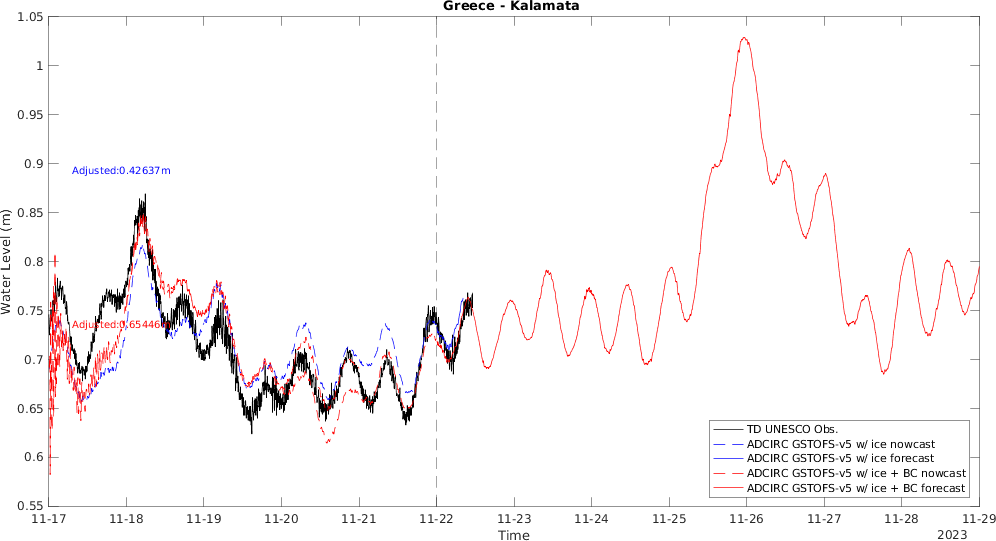 Greece - Kalamata
1.05
1
0.95
0.9
0.85
0.8
0.75
0.7
0.65
0.6
0.55
Water Level (m)
Adjusted:0.42637m
Adjusted:0.65446m
TD UNESCO Obs.
ADCIRC GSTOFS-v5 w/ ice nowcast
ADCIRC GSTOFS-v5 w/ ice forecast
ADCIRC GSTOFS-v5 w/ ice + BC nowcast
ADCIRC GSTOFS-v5 w/ ice + BC forecast
11-17 11-18 11-19 11-20 11-21 11-22 11-23 11-24 11-25 11-26 11-27 11-28 11-29
Time
2023